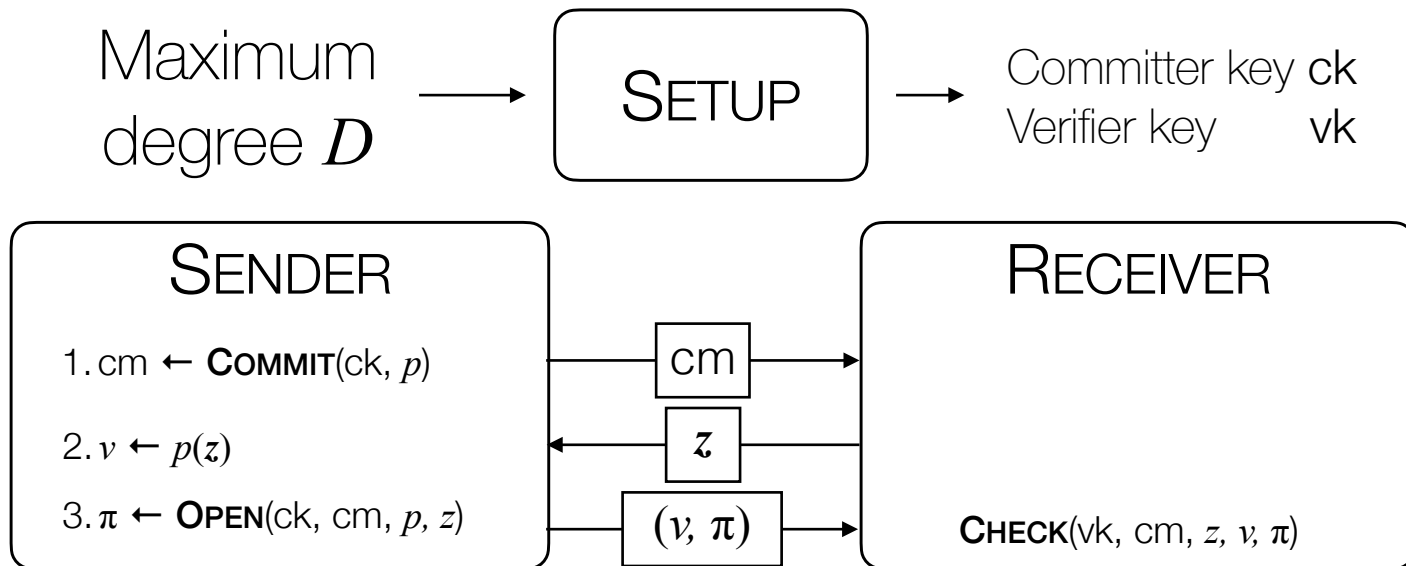 Maximum
degree D
SETUP
Committer key ck
Verifier key vk
SENDER
RECEIVER
1. cm ← COMMIT(ck, p)
cm
2. v ← p(z)
z
3. π ← OPEN(ck, cm, p, z)
(v, π)
CHECK(vk, cm, z, v, π)